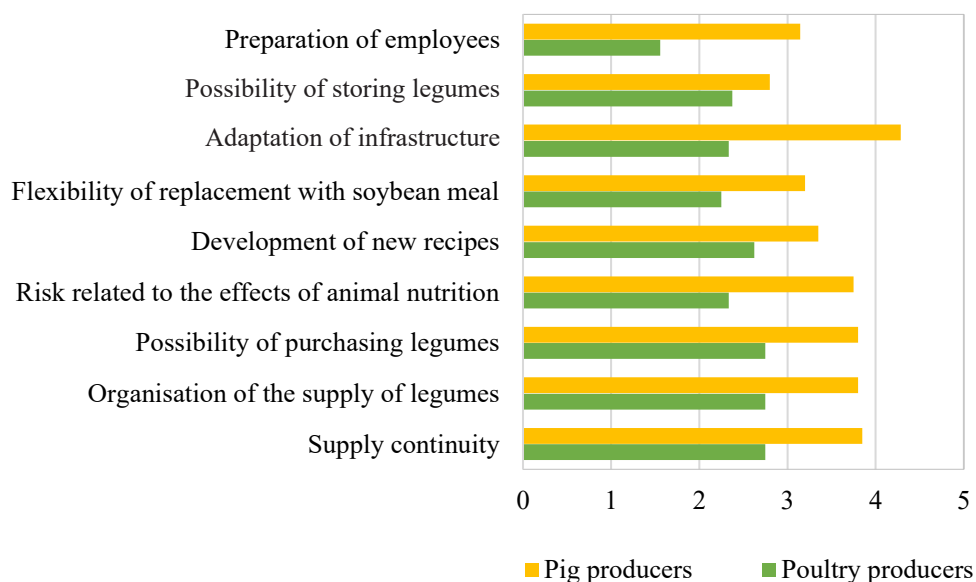 Preparation of employees
Possibility of storing legumes
Adaptation of infrastructure
Flexibility of replacement with soybean meal
Development of new recipes
Risk related to the effects of animal nutrition
Possibility of purchasing legumes
Organisation of the supply of legumes
Supply continuity
0 1 2 3 4 5
Pig producers Poultry producers